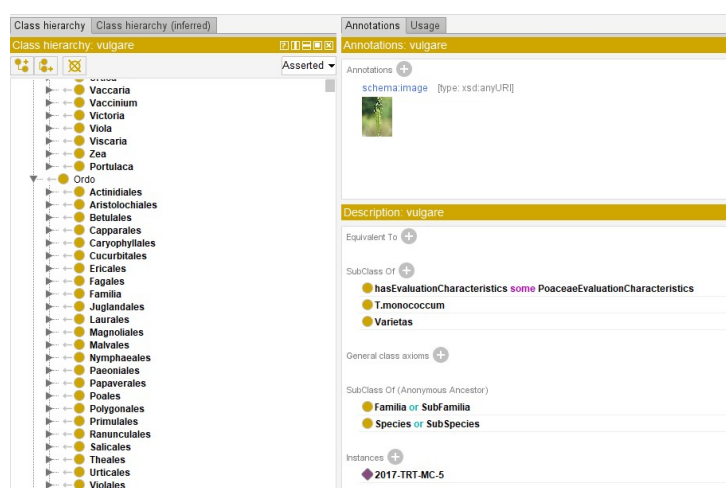 Class hierarchy Class hierarchy (inferred)
Class hierarchy: vulgare
Asserted
Vaccaria
Vaccinium
Victoria
Viola
Viscaria
Zea
Portulaca
Ordo
Actinidiales
Aristolochiales
Betulales
Capparales
Caryophyllales
Cucurbitales
Ericales
Fagales
Familia
Juglandales
Laurales
Magnoliales
Malvales
Nymphaeales
Paeoniales
Papaverales
Poales
Polygonales
Primulales
Ranunculales
Salicales
Theales
Urticales
Violales
Annotations Usage
Annotations: vulgare
Annotations
schema:image [type: xsd:anyURI]
Description: vulgare
Equivalent To
SubClass Of
hasEvaluationCharacteristics some PoaceaeEvaluationCharacteristics
T.monococcum
Varietas
General class axioms
SubClass Of (Anonymous Ancestor)
Familia or SubFamilia
Species or SubSpecies
Instances
2017-TRT-MC-5